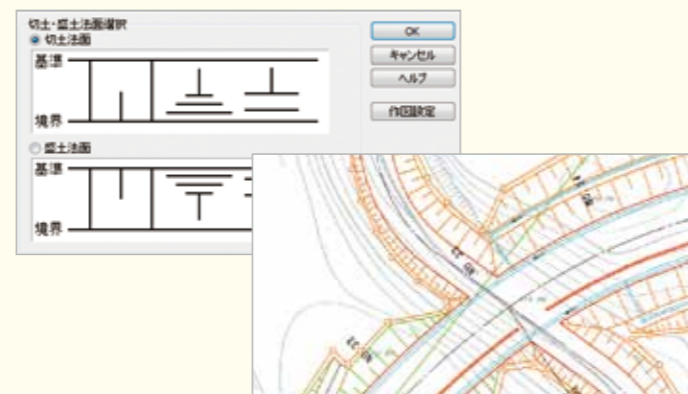 切土・盛土法面選択
切土法面
基準
境界
盛土法面
基準
境界
OK
キャンセル
ヘルプ
作図設定